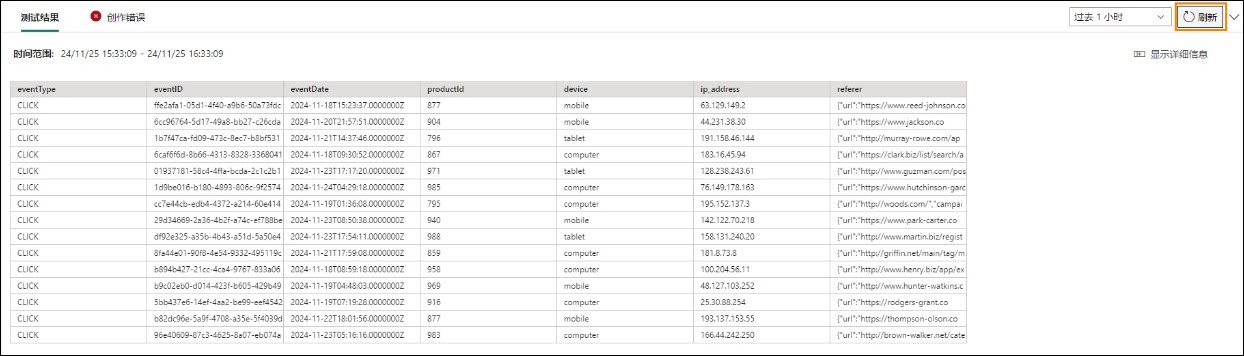 测试结果 创作错误 过去 1 小时 刷新
时间范围: 24/11/25 15:33:09 - 24/11/25 16:33:09 显示详细信息
eventType eventID eventDate productId device ip_address referer
CLICK ffe2afa1-05d1-4f40-a9b6-50a73fdc 2024-11-18T15:23:37.0000000Z 877 mobile 63.129.149.2 {"url":"https://www.reed-johnson.co
CLICK 6cc96764-5d17-49a8-bb27-c26cda 2024-11-20T21:57:51.0000000Z 904 mobile 44.231.38.30 {"url":"https://www.jackson.co
CLICK 1b7f47ca-fd09-473c-8ec7-b8bf531 2024-11-21T14:37:46.0000000Z 796 tablet 191.158.46.144 {"url":"http://murray-rowe.com/ap
CLICK 6caf6f6d-8b66-4313-8328-3368041 2024-11-18T09:30:52.0000000Z 867 computer 183.16.45.94 {"url":"https://clark.biz/list/search/a
CLICK 01937181-58c4-4ffa-bcda-2c1c2b1 2024-11-23T17:17:20.0000000Z 971 tablet 128.238.243.61 {"url":"http://www.guzman.com/pos
CLICK 1d9be016-b180-4893-806c-9f2574 2024-11-24T04:29:18.0000000Z 985 computer 76.149.178.163 {"url":"https://www.hutchinson-garc
CLICK cc7e44cb-edb4-4372-a214-60e414 2024-11-19T01:36:08.0000000Z 795 computer 195.152.137.3 {"url":"http://woods.com/","campai
CLICK 29d34669-2a36-4b2f-a74c-ef788be 2024-11-23T08:50:38.0000000Z 940 mobile 142.122.70.218 {"url":"https://www.park-carter.co
CLICK df92e325-a35b-4b43-a51d-5a50e4 2024-11-23T17:54:11.0000000Z 988 tablet 158.131.240.20 {"url":"https://www.martin.biz/regist
CLICK 8fa44e01-90f8-4e54-9332-495119c 2024-11-21T17:59:08.0000000Z 859 computer 181.8.73.8 {"url":"http://griffin.net/main/tag/m
CLICK b894b427-21cc-4ca4-9767-833a06 2024-11-18T08:59:18.0000000Z 958 computer 100.204.56.11 {"url":"http://www.henry.biz/app/ex
CLICK b9c02eb0-d014-423f-b605-429b49 2024-11-19T04:48:03.0000000Z 969 mobile 48.127.103.252 {"url":"http://www.hunter-watkins.c
CLICK 5bb437e6-14ef-4aa2-be99-eef4542 2024-11-19T07:19:28.0000000Z 916 computer 25.30.88.254 {"url":"https://rodgers-grant.co
CLICK b82dc96e-5a9f-4708-a35e-5f4039d 2024-11-22T18:01:56.0000000Z 877 mobile 193.137.153.55 {"url":"https://thompson-olson.co
CLICK 96e40609-87c3-4625-8a07-eb074a 2024-11-23T05:16:16.0000000Z 983 computer 166.44.242.250 {"url":"http://brown-walker.net/cate